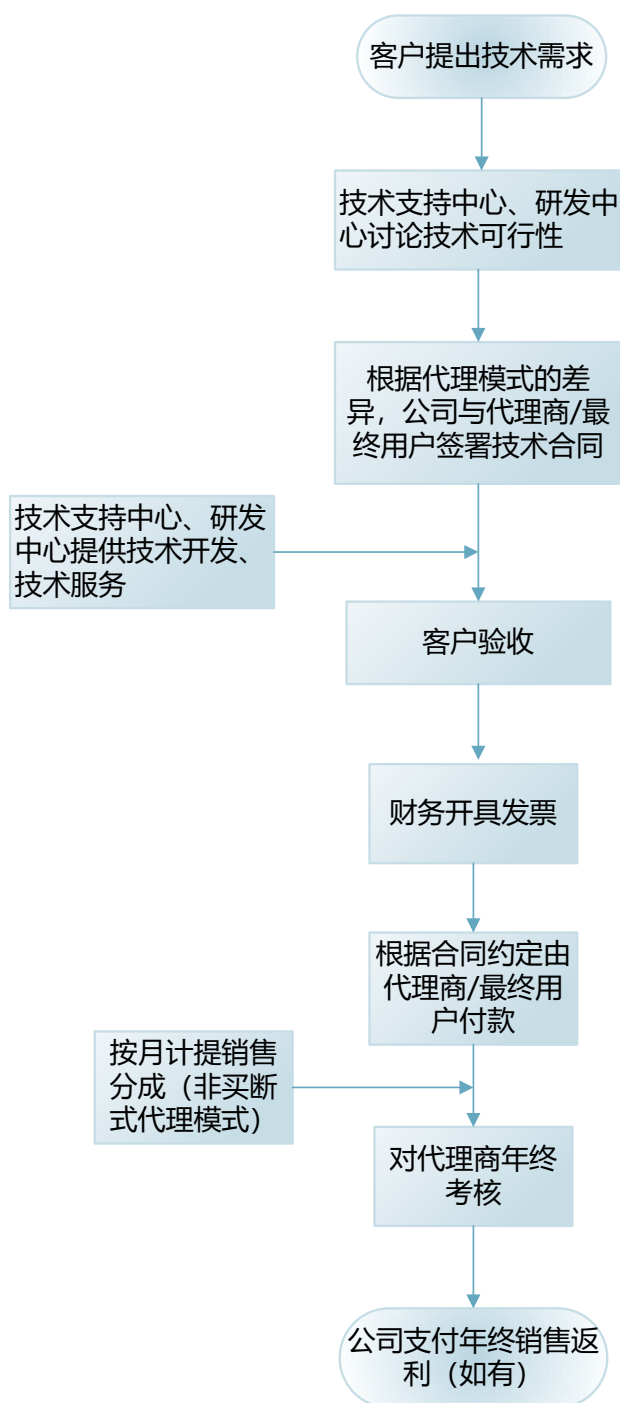 客户提出技术需求
技术支持中心、研发中
心讨论技术可行性
根据代理模式的差
异，公司与代理商/最
终用户签署技术合同
技术支持中心、研发
中心提供技术开发、
技术服务
客户验收
财务开具发票
根据合同约定由
代理商/最终用
户付款
按月计提销售
分成（非买断
式代理模式）
对代理商年终
考核
公司支付年终销售返
利（如有）